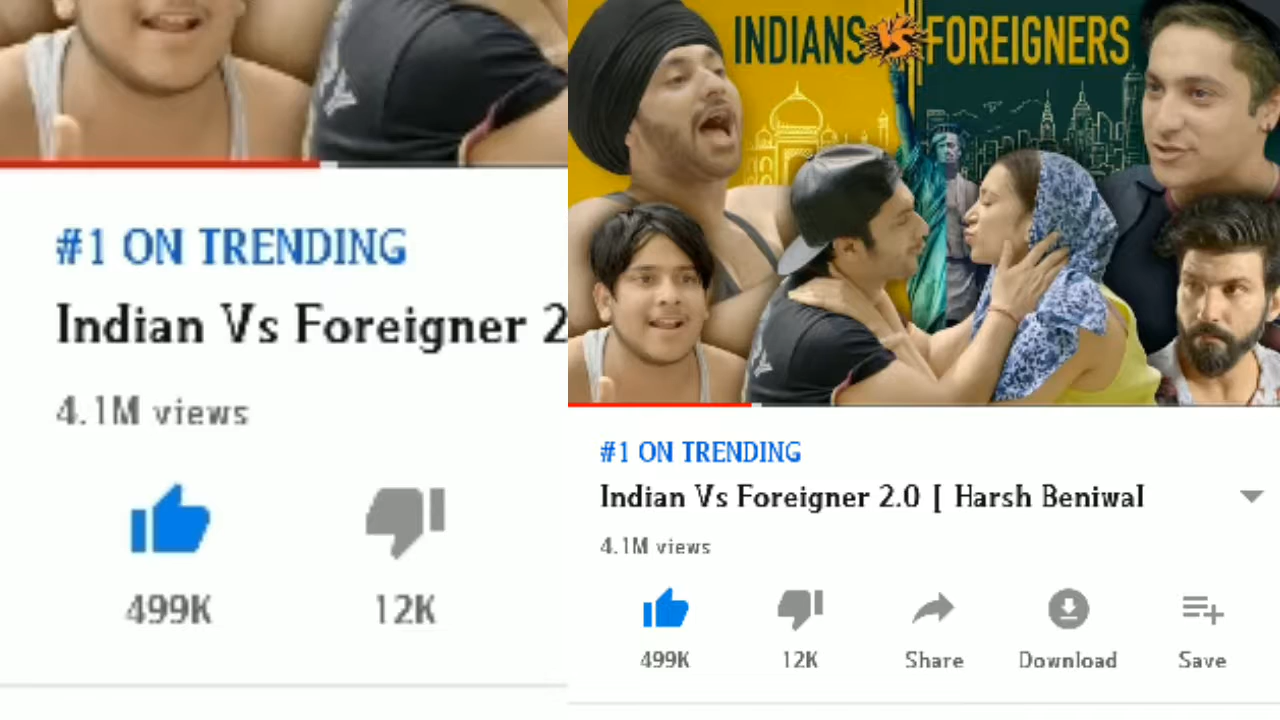 #1 ON TRENDING
Indian Vs Foreigner 2
4.1M views
499K 12K
INDIANS VS FOREIGNERS
#1 ON TRENDING
Indian Vs Foreigner 2.0 | Harsh Beniwal
4.1M views
499K 12K Share Download Save